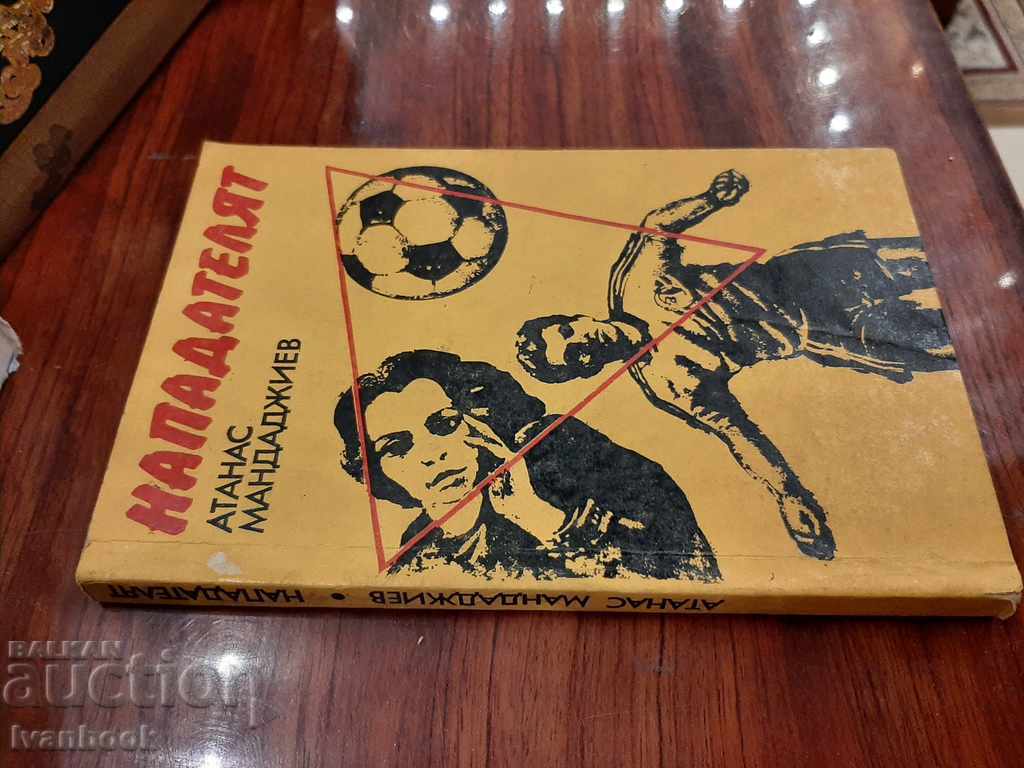 НАПАДАТЕЛЯТ
АТАНАС
МАНДАДЖИЕВ
АТАНАС МАНДАДЖИЕВ • НАПАДАТЕЛЯТ
BALKAN
auction
Ivanbook